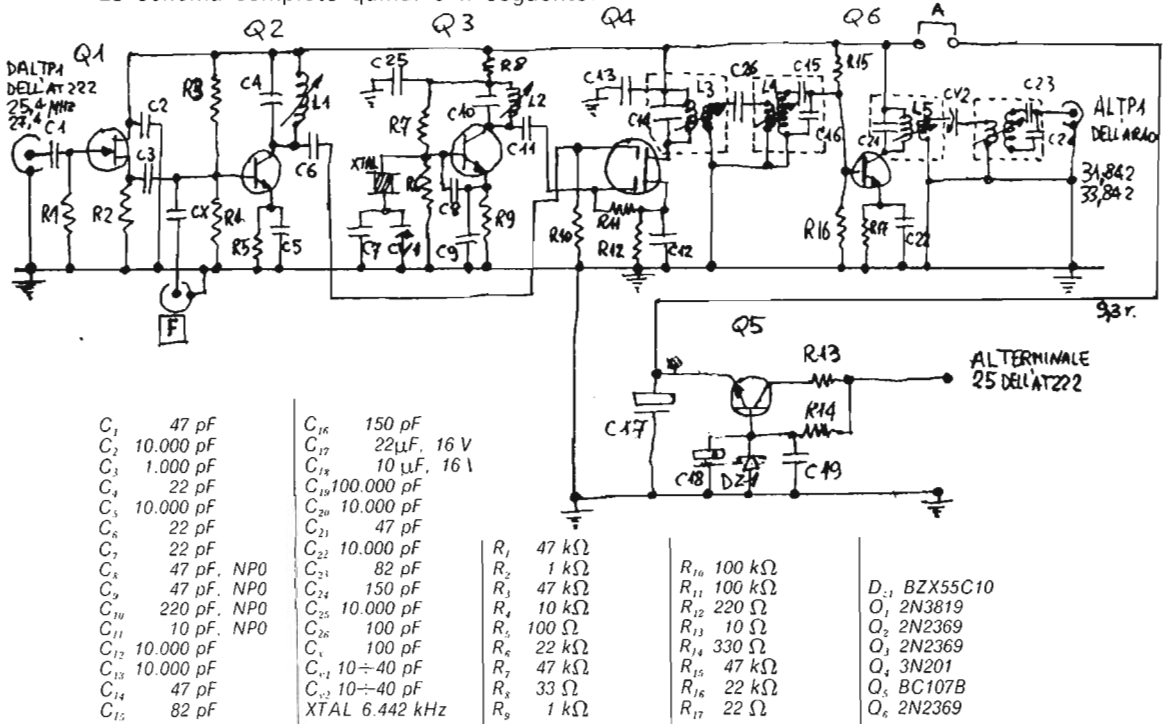 Q1
Q2
Q3
Q4
Q6
A
DALTP1
DELL'AT222
25,4 MHz
27,4
C1
R1
C2
C3
R2
R3
CX
R4
F
C4
L1
C6
R5
C5
C25
R7
R8
C10
L2
C11
XTAL
C8
C7
CV1
C9
R9
C13
C14
L3
C26
L4
C15
C16
R10
R11
R12
C12
R15
R16
C21
L5
CV2
R17
C22
C23
ALTP1
DELL'AR10
31,842
33,842
9,3 V.
Q5
R13
R14
C17
C18
DZ1
C19
AL TERMINALE
25 DELL'AT222
C₁ 47 pF
C₂ 10.000 pF
C₃ 1.000 pF
C₄ 22 pF
C₅ 10.000 pF
C₆ 22 pF
C₇ 22 pF
C₈ 47 pF, NP0
C₉ 47 pF, NP0
C₁₀ 220 pF, NP0
C₁₁ 10 pF, NP0
C₁₂ 10.000 pF
C₁₃ 10.000 pF
C₁₄ 47 pF
C₁₅ 82 pF
C₁₆ 150 pF
C₁₇ 22 µF, 16 V
C₁₈ 10 µF, 16
C₁₉ 100.000 pF
C₂₀ 10.000 pF
C₂₁ 47 pF
C₂₂ 10.000 pF
C₂₃ 82 pF
C₂₄ 150 pF
C₂₅ 10.000 pF
C₂₆ 100 pF
Cₓ 100 pF
Cᵥ₁ 10÷40 pF
Cᵥ₂ 10÷40 pF
XTAL 6.442 kHz
R₁ 47 kΩ
R₂ 1 kΩ
R₃ 47 kΩ
R₄ 10 kΩ
R₅ 100 Ω
R₆ 22 kΩ
R₇ 47 kΩ
R₈ 33 Ω
R₉ 1 kΩ
R₁₀ 100 kΩ
R₁₁ 100 kΩ
R₁₂ 220 Ω
R₁₃ 10 Ω
R₁₄ 330 Ω
R₁₅ 47 kΩ
R₁₆ 22 kΩ
R₁₇ 22 Ω
D_z1 BZX55C10
Q₁ 2N3819
Q₂ 2N2369
Q₃ 2N2369
Q₄ 3N201
Q₅ BC107B
Q₆ 2N2369